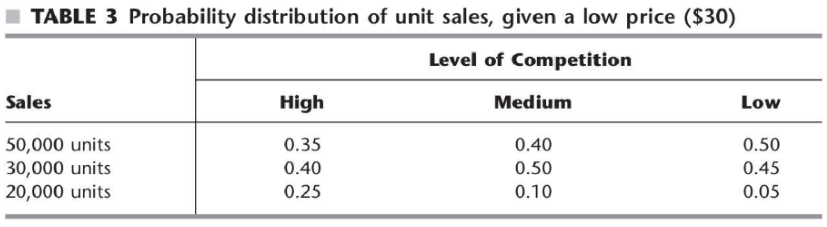 TABLE 3 Probability distribution of unit sales, given a low price ($30)
Level of Competition
Sales High Medium Low
50,000 units 0.35 0.40 0.50
30,000 units 0.40 0.50 0.45
20,000 units 0.25 0.10 0.05